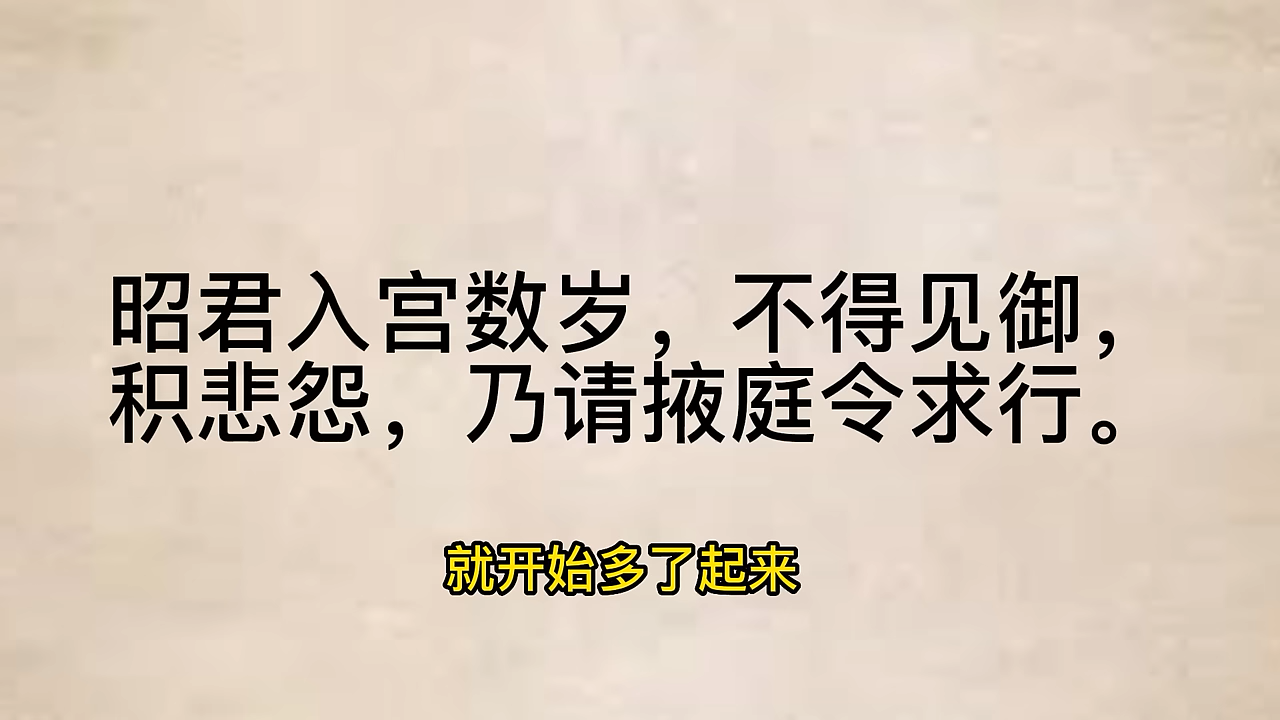 昭君入宫数岁，不得见御，
积悲怨，乃请掖庭令求行。
就开始多了起来